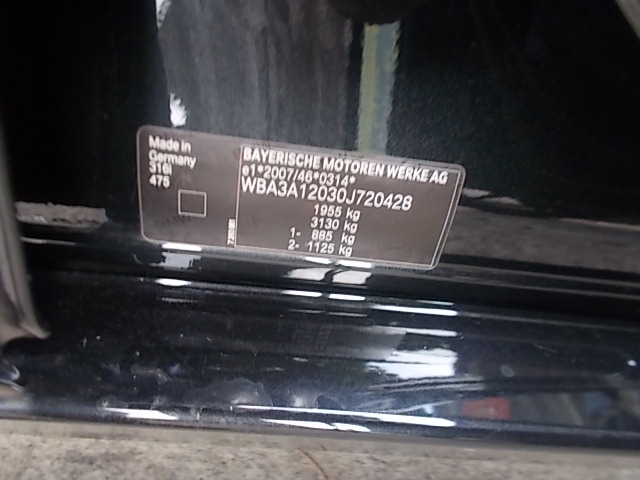 Made in
Germany
316i
475
BAYERISCHE MOTOREN WERKE AG
e1*2007/46*0314*
WBA3A12030J720428
1955 kg
3130 kg
1- 885 kg
2- 1125 kg